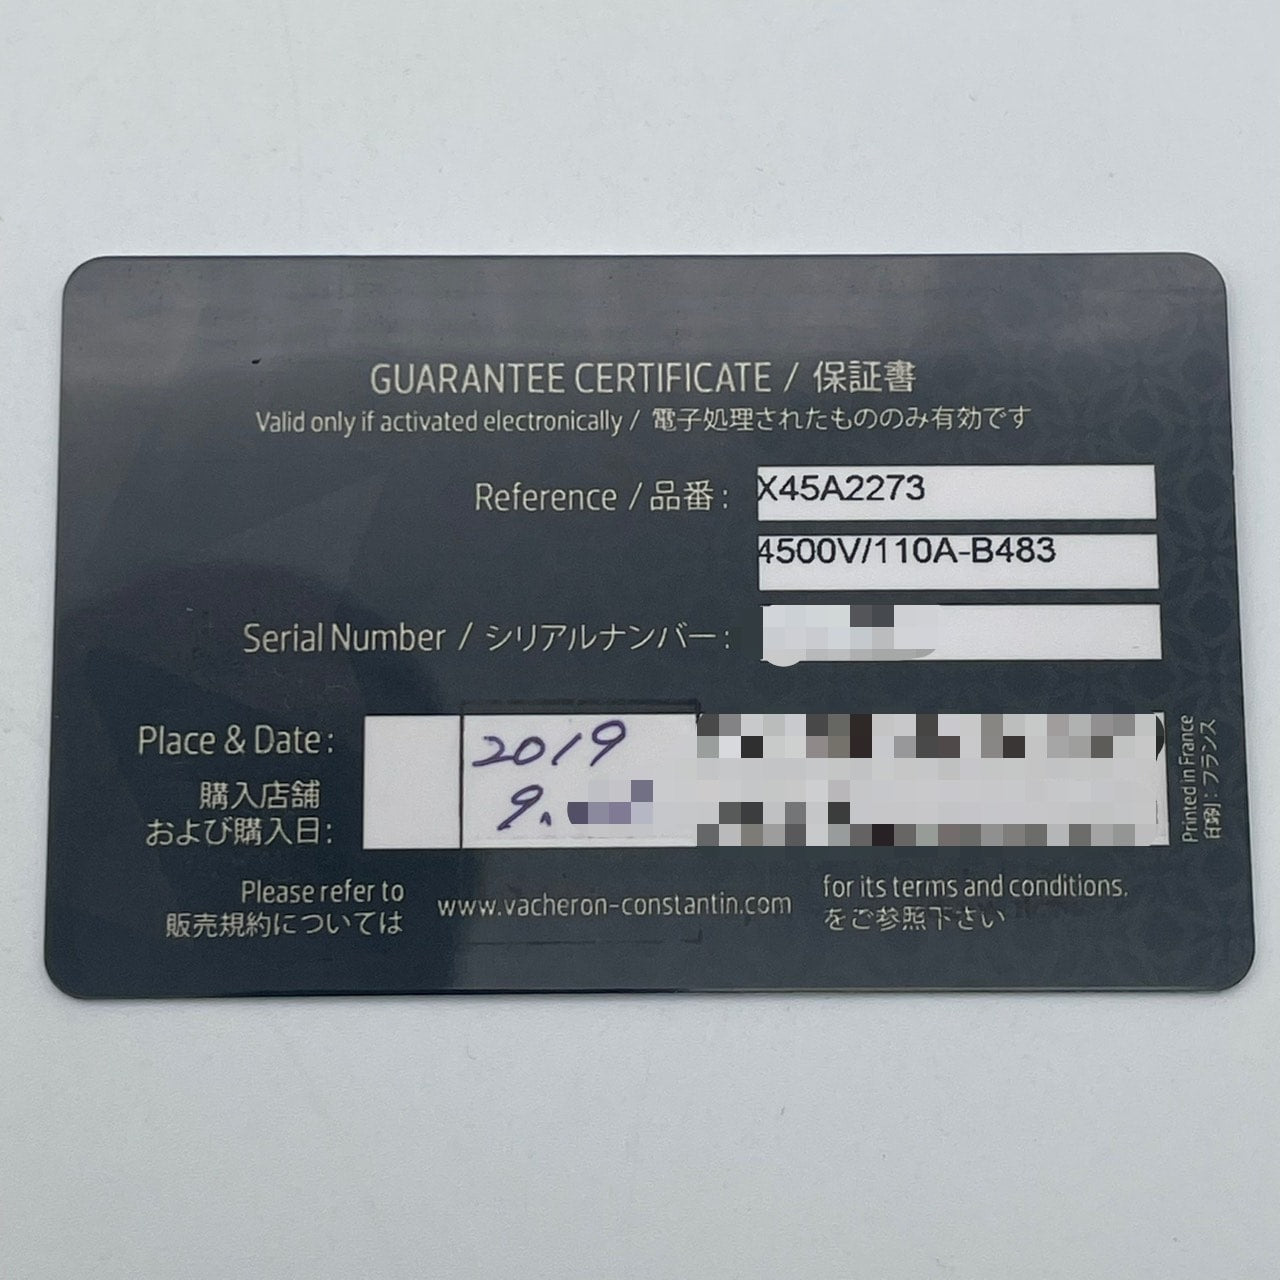 GUARANTEE CERTIFICATE / 保証書
Valid only if activated electronically / 電子処理されたもののみ有効です
Reference / 品番: X45A2273
4500V/110A-B483
Serial Number / シリアルナンバー:
Place & Date: 2019
購入店舗
および購入日: 9.
Printed in France
印刷：フランス
Please refer to www.vacheron-constantin.com for its terms and conditions.
販売規約については をご参照下さい